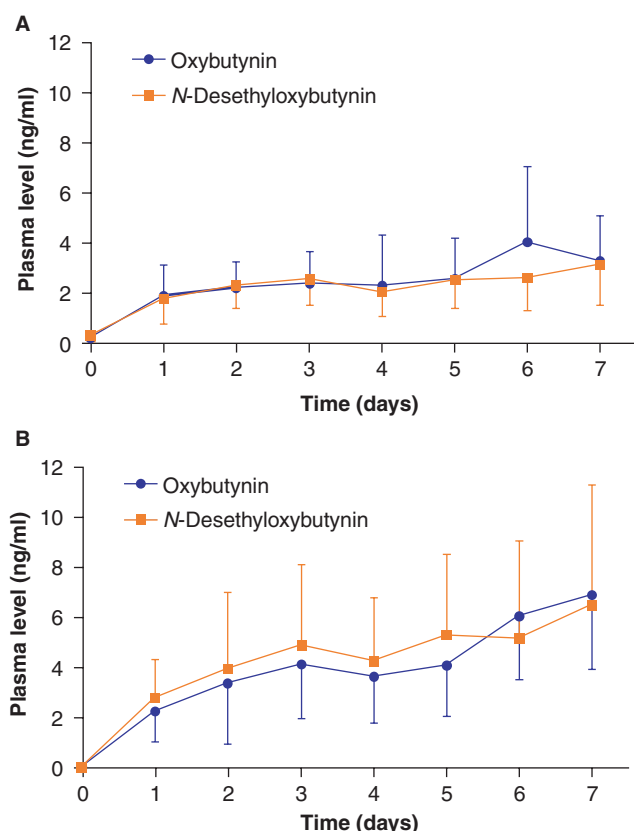 A
12
10
8
6
4
2
0
Plasma level (ng/ml)
Oxybutynin
N-Desethyloxybutynin
0 1 2 3 4 5 6 7
Time (days)
B
12
10
8
6
4
2
0
Plasma level (ng/ml)
Oxybutynin
N-Desethyloxybutynin
0 1 2 3 4 5 6 7
Time (days)